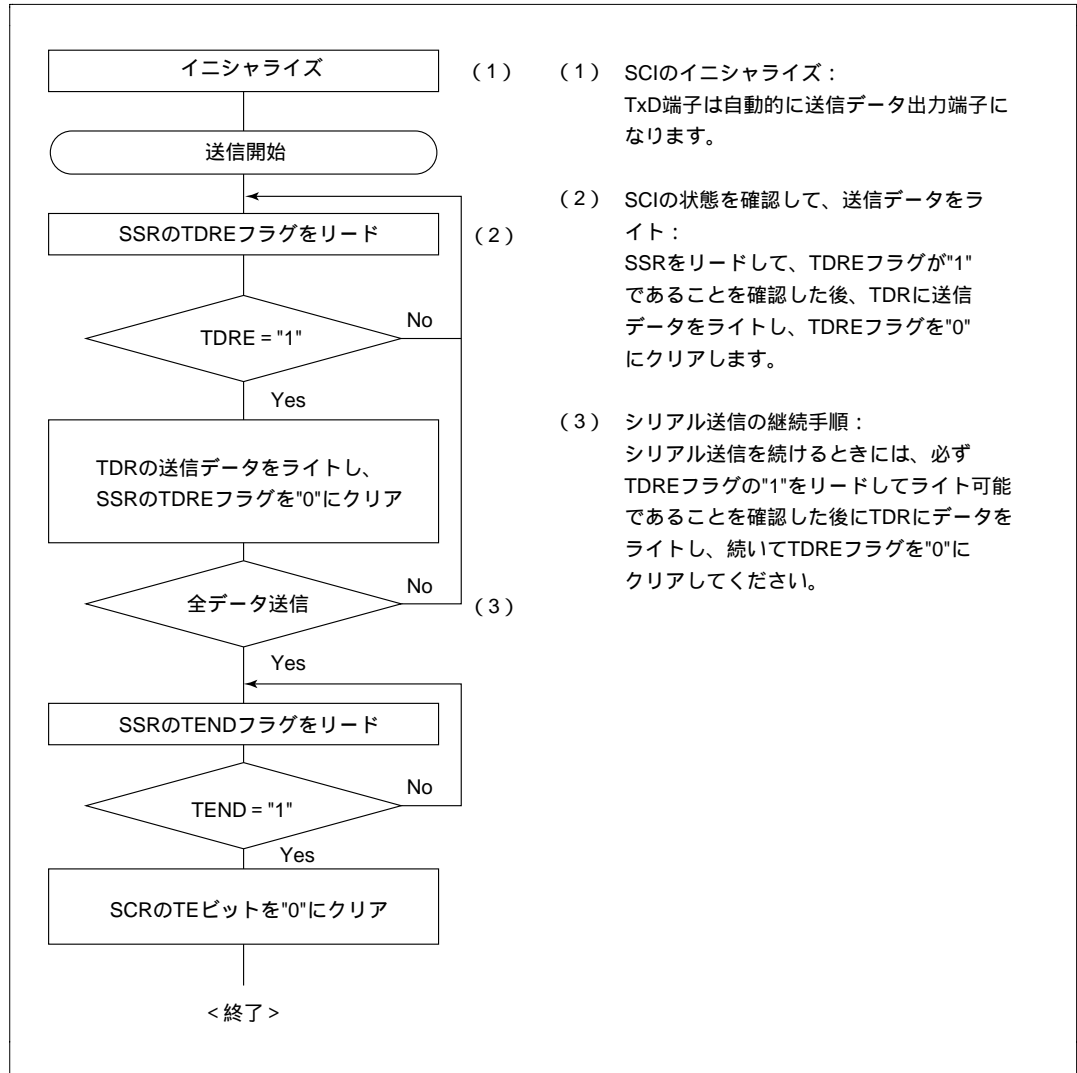 イニシャライズ
(1)
送信開始
SSRのTDREフラグをリード
(2)
TDRE = "1"
No
Yes
TDRの送信データをライトし、
SSRのTDREフラグを"0"にクリア
全データ送信
No
(3)
Yes
SSRのTENDフラグをリード
TEND = "1"
No
Yes
SCRのTEビットを"0"にクリア
<終了>
(1) SCIのイニシャライズ:
TxD端子は自動的に送信データ出力端子に
なります。
(2) SCIの状態を確認して、送信データをラ
イト:
SSRをリードして、TDREフラグが"1"
であることを確認した後、TDRに送信
データをライトし、TDREフラグを"0"
にクリアします。
(3) シリアル送信の継続手順:
シリアル送信を続けるときには、必ず
TDREフラグの"1"をリードしてライト可能
であることを確認した後にTDRにデータを
ライトし、続いてTDREフラグを"0"に
クリアしてください。